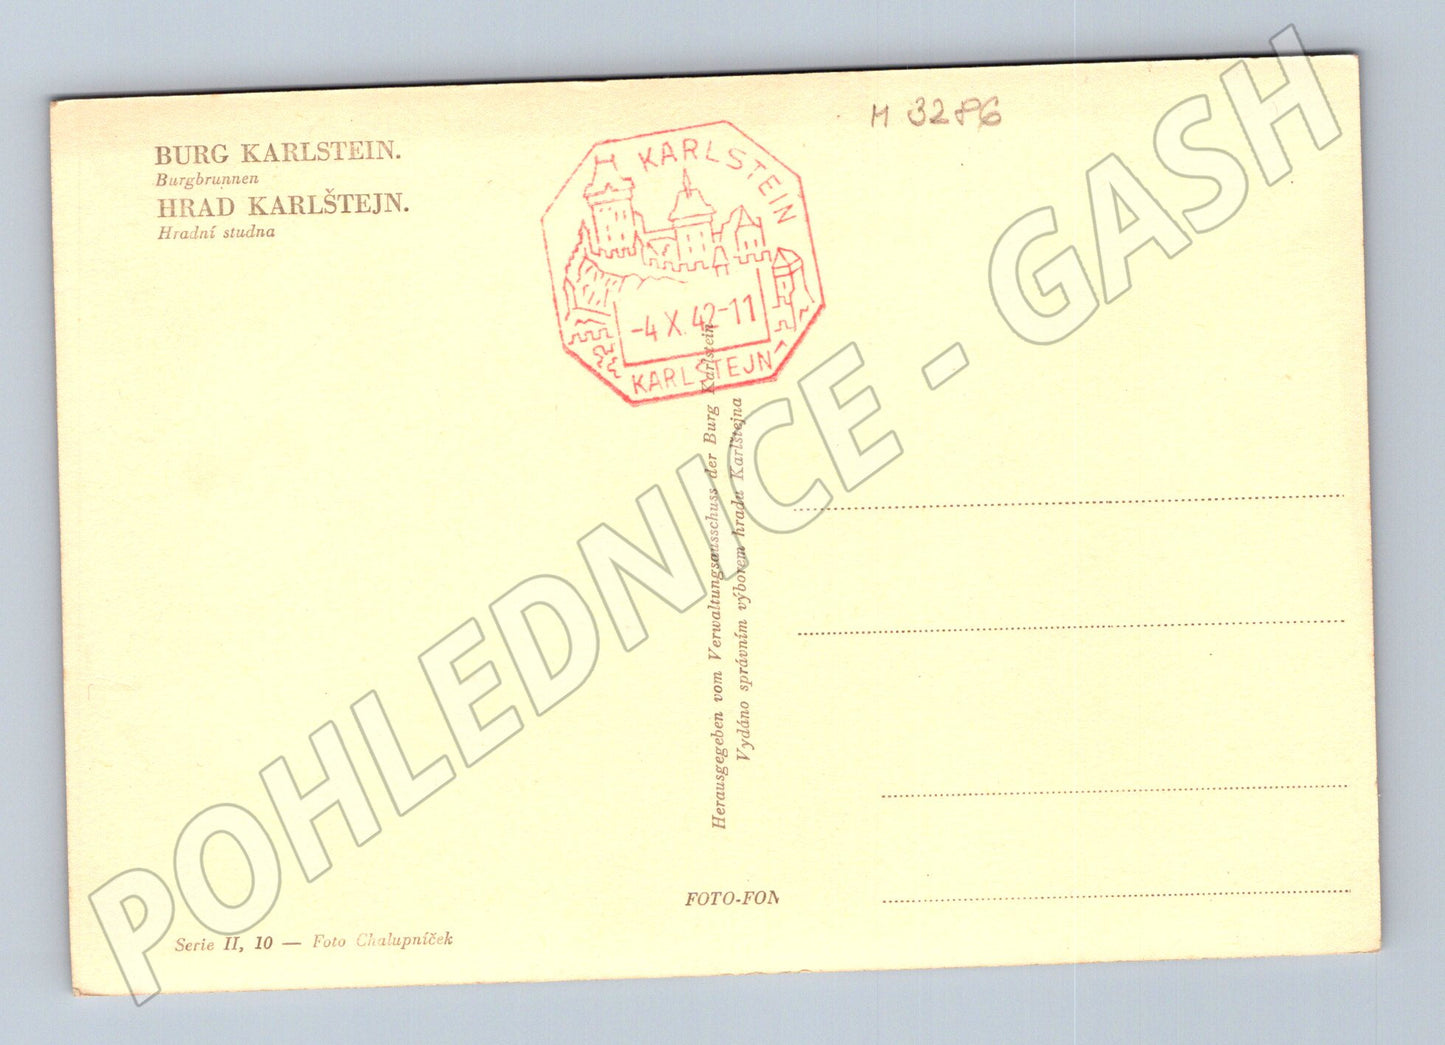 BURG KARLSTEIN.
Burgbrunnen
HRAD KARLŠTEJN.
Hradní studna
KARLSTEIN
-4 X. 42-11
KARLŠTEJN
M 3286
Herausgegeben vom Verwaltungsausschuss der Burg Karlstein
Vydáno správním výborem hradu Karlštejna
FOTO-FON
Serie II, 10 — Foto Chalupníček
POHLEDNICE - GASH